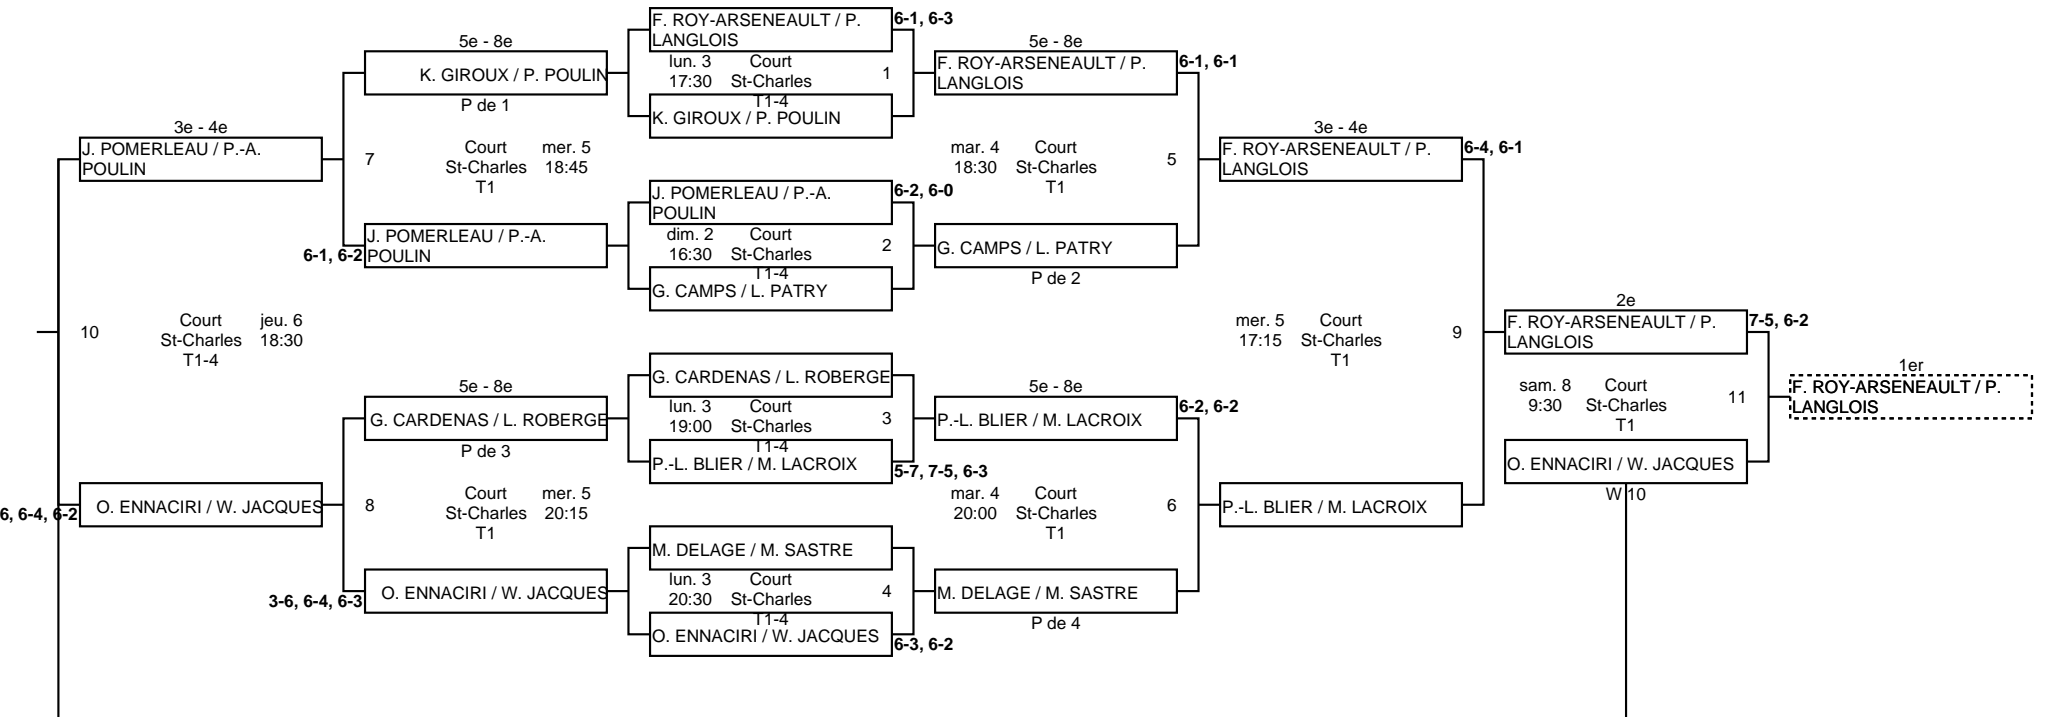 F. ROY-ARSENEAULT / P.
LANGLOIS
6-1, 6-3
5e - 8e
K. GIROUX / P. POULIN
P de 1
lun. 3 Court
17:30 St-Charles
T1-4
1
K. GIROUX / P. POULIN
5e - 8e
F. ROY-ARSENEAULT / P.
LANGLOIS
6-1, 6-1
3e - 4e
J. POMERLEAU / P.-A.
POULIN
7
Court mer. 5
St-Charles 18:45
T1
J. POMERLEAU / P.-A.
POULIN
6-2, 6-0
mar. 4 Court
18:30 St-Charles
T1
5
3e - 4e
F. ROY-ARSENEAULT / P.
LANGLOIS
6-4, 6-1
6-1, 6-2
J. POMERLEAU / P.-A.
POULIN
dim. 2 Court
16:30 St-Charles
T1-4
2
G. CAMPS / L. PATRY
G. CAMPS / L. PATRY
P de 2
10
Court jeu. 6
St-Charles 18:30
T1-4
mer. 5 Court
17:15 St-Charles
T1
9
2e
F. ROY-ARSENEAULT / P.
LANGLOIS
7-5, 6-2
1er
F. ROY-ARSENEAULT / P.
LANGLOIS
sam. 8 Court
9:30 St-Charles
T1
11
O. ENNACIRI / W. JACQUES
W 10
5e - 8e
G. CARDENAS / L. ROBERGE
P de 3
G. CARDENAS / L. ROBERGE
lun. 3 Court
19:00 St-Charles
T1-4
3
P.-L. BLIER / M. LACROIX
5-7, 7-5, 6-3
5e - 8e
P.-L. BLIER / M. LACROIX
6-2, 6-2
6, 6-4, 6-2
O. ENNACIRI / W. JACQUES
8
Court mer. 5
St-Charles 20:15
T1
mar. 4 Court
20:00 St-Charles
T1
6
P.-L. BLIER / M. LACROIX
3-6, 6-4, 6-3
O. ENNACIRI / W. JACQUES
M. DELAGE / M. SASTRE
lun. 3 Court
20:30 St-Charles
T1-4
4
O. ENNACIRI / W. JACQUES
6-3, 6-2
M. DELAGE / M. SASTRE
P de 4